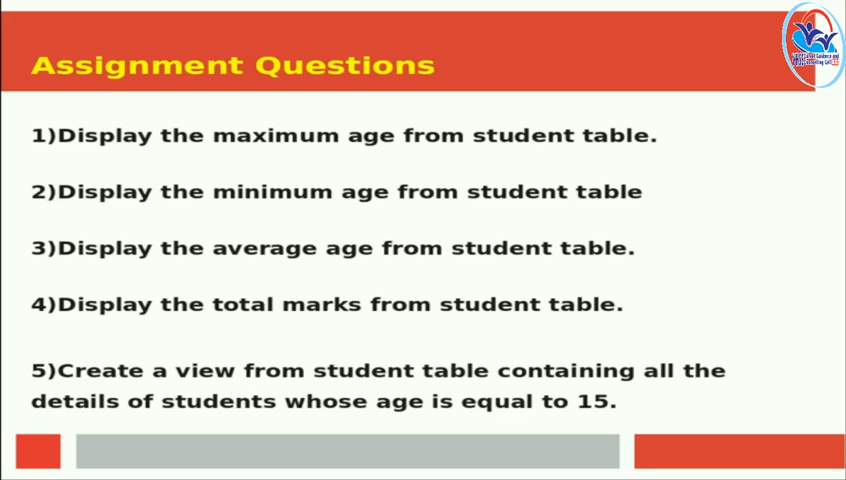 Assignment Questions
1)Display the maximum age from student table.
2)Display the minimum age from student table
3)Display the average age from student table.
4)Display the total marks from student table.
5)Create a view from student table containing all the
details of students whose age is equal to 15.